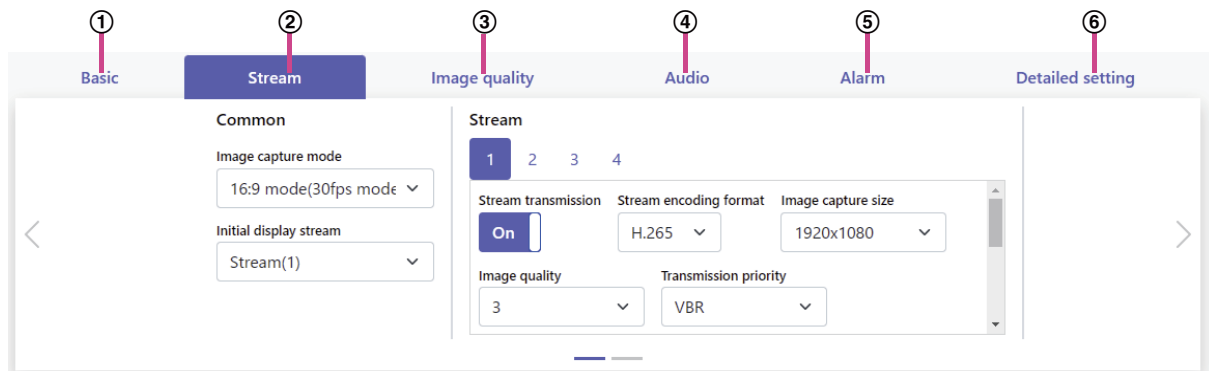 ① ② ③ ④ ⑤ ⑥
Basic Stream Image quality Audio Alarm Detailed setting
Common
Image capture mode
16:9 mode(30fps mode
Initial display stream
Stream(1)
Stream
1 2 3 4
Stream transmission Stream encoding format Image capture size
On H.265 1920x1080
Image quality Transmission priority
3 VBR